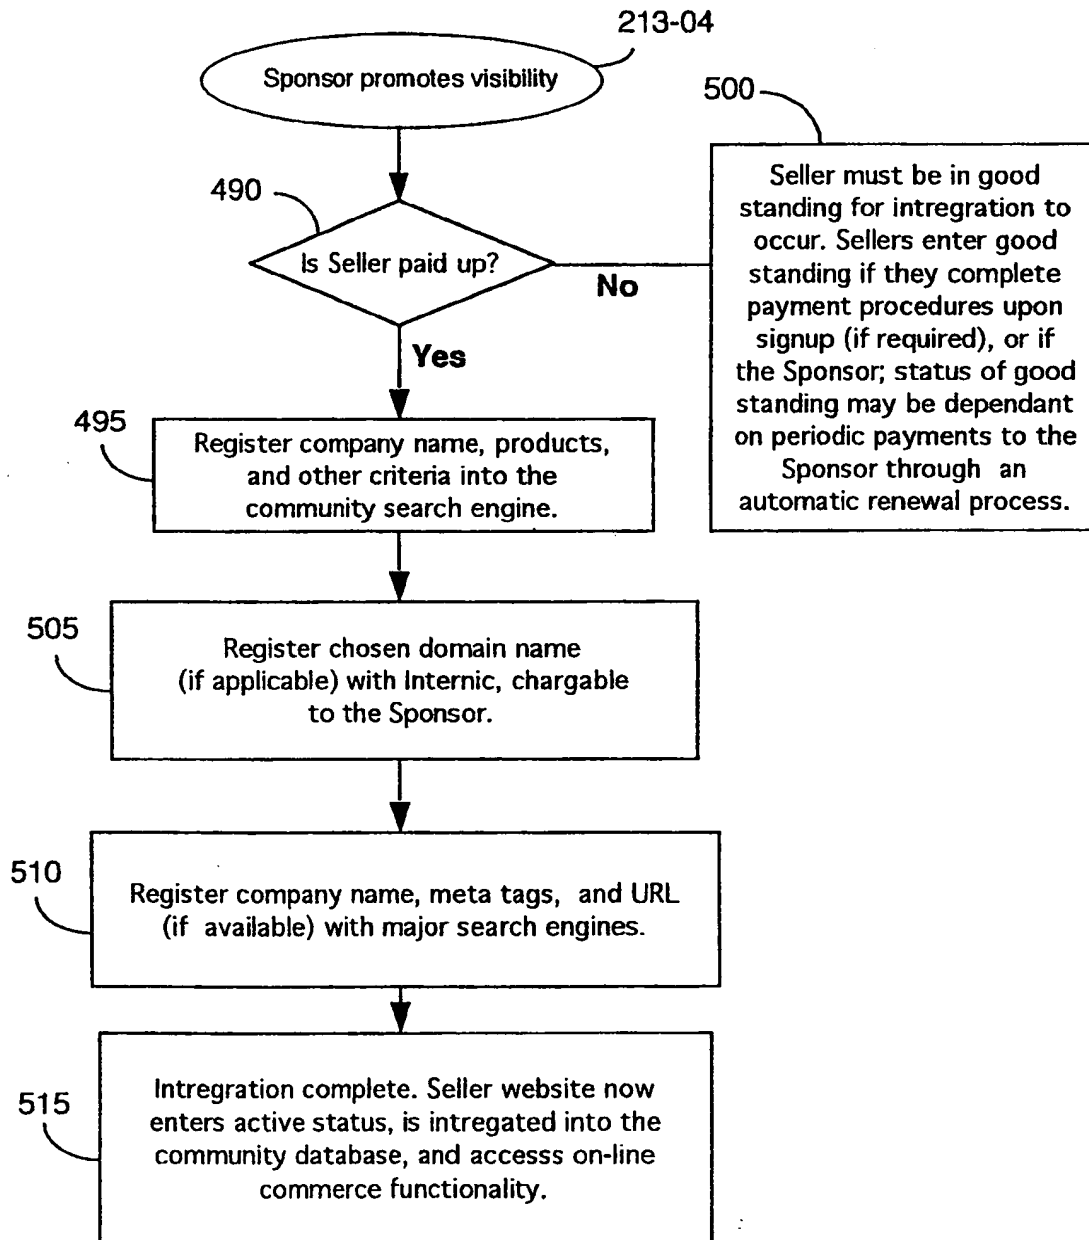 213-04
Sponsor promotes visibility
500
490
Is Seller paid up?
No
Seller must be in good
standing for intregration to
occur. Sellers enter good
standing if they complete
payment procedures upon
signup (if required), or if
the Sponsor; status of good
standing may be dependant
on periodic payments to the
Sponsor through an
automatic renewal process.
Yes
495
Register company name, products,
and other criteria into the
community search engine.
505
Register chosen domain name
(if applicable) with Internic, chargable
to the Sponsor.
510
Register company name, meta tags, and URL
(if available) with major search engines.
515
Intregration complete. Seller website now
enters active status, is intregated into the
community database, and accesss on-line
commerce functionality.